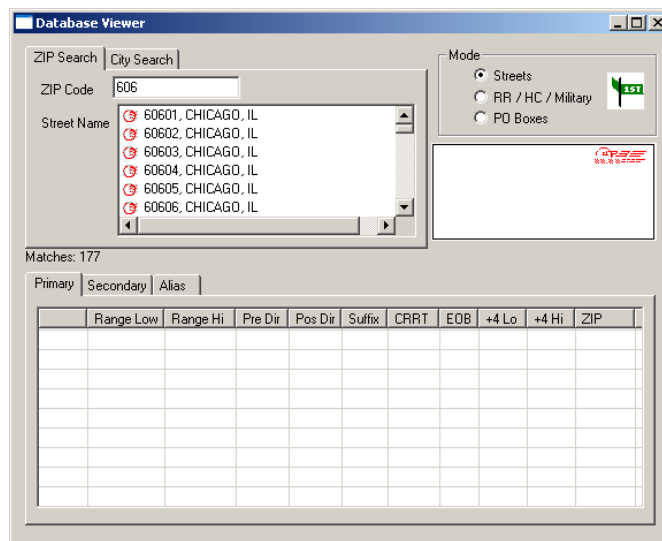 Database Viewer
ZIP Search City Search
ZIP Code 606
Street Name
60601, CHICAGO, IL
60602, CHICAGO, IL
60603, CHICAGO, IL
60604, CHICAGO, IL
60605, CHICAGO, IL
60606, CHICAGO, IL
Mode
Streets
RR / HC / Military
PO Boxes
1ST
Matches: 177
Primary Secondary Alias
Range Low Range Hi Pre Dir Pos Dir Suffix CRRT EOB +4 Lo +4 Hi ZIP